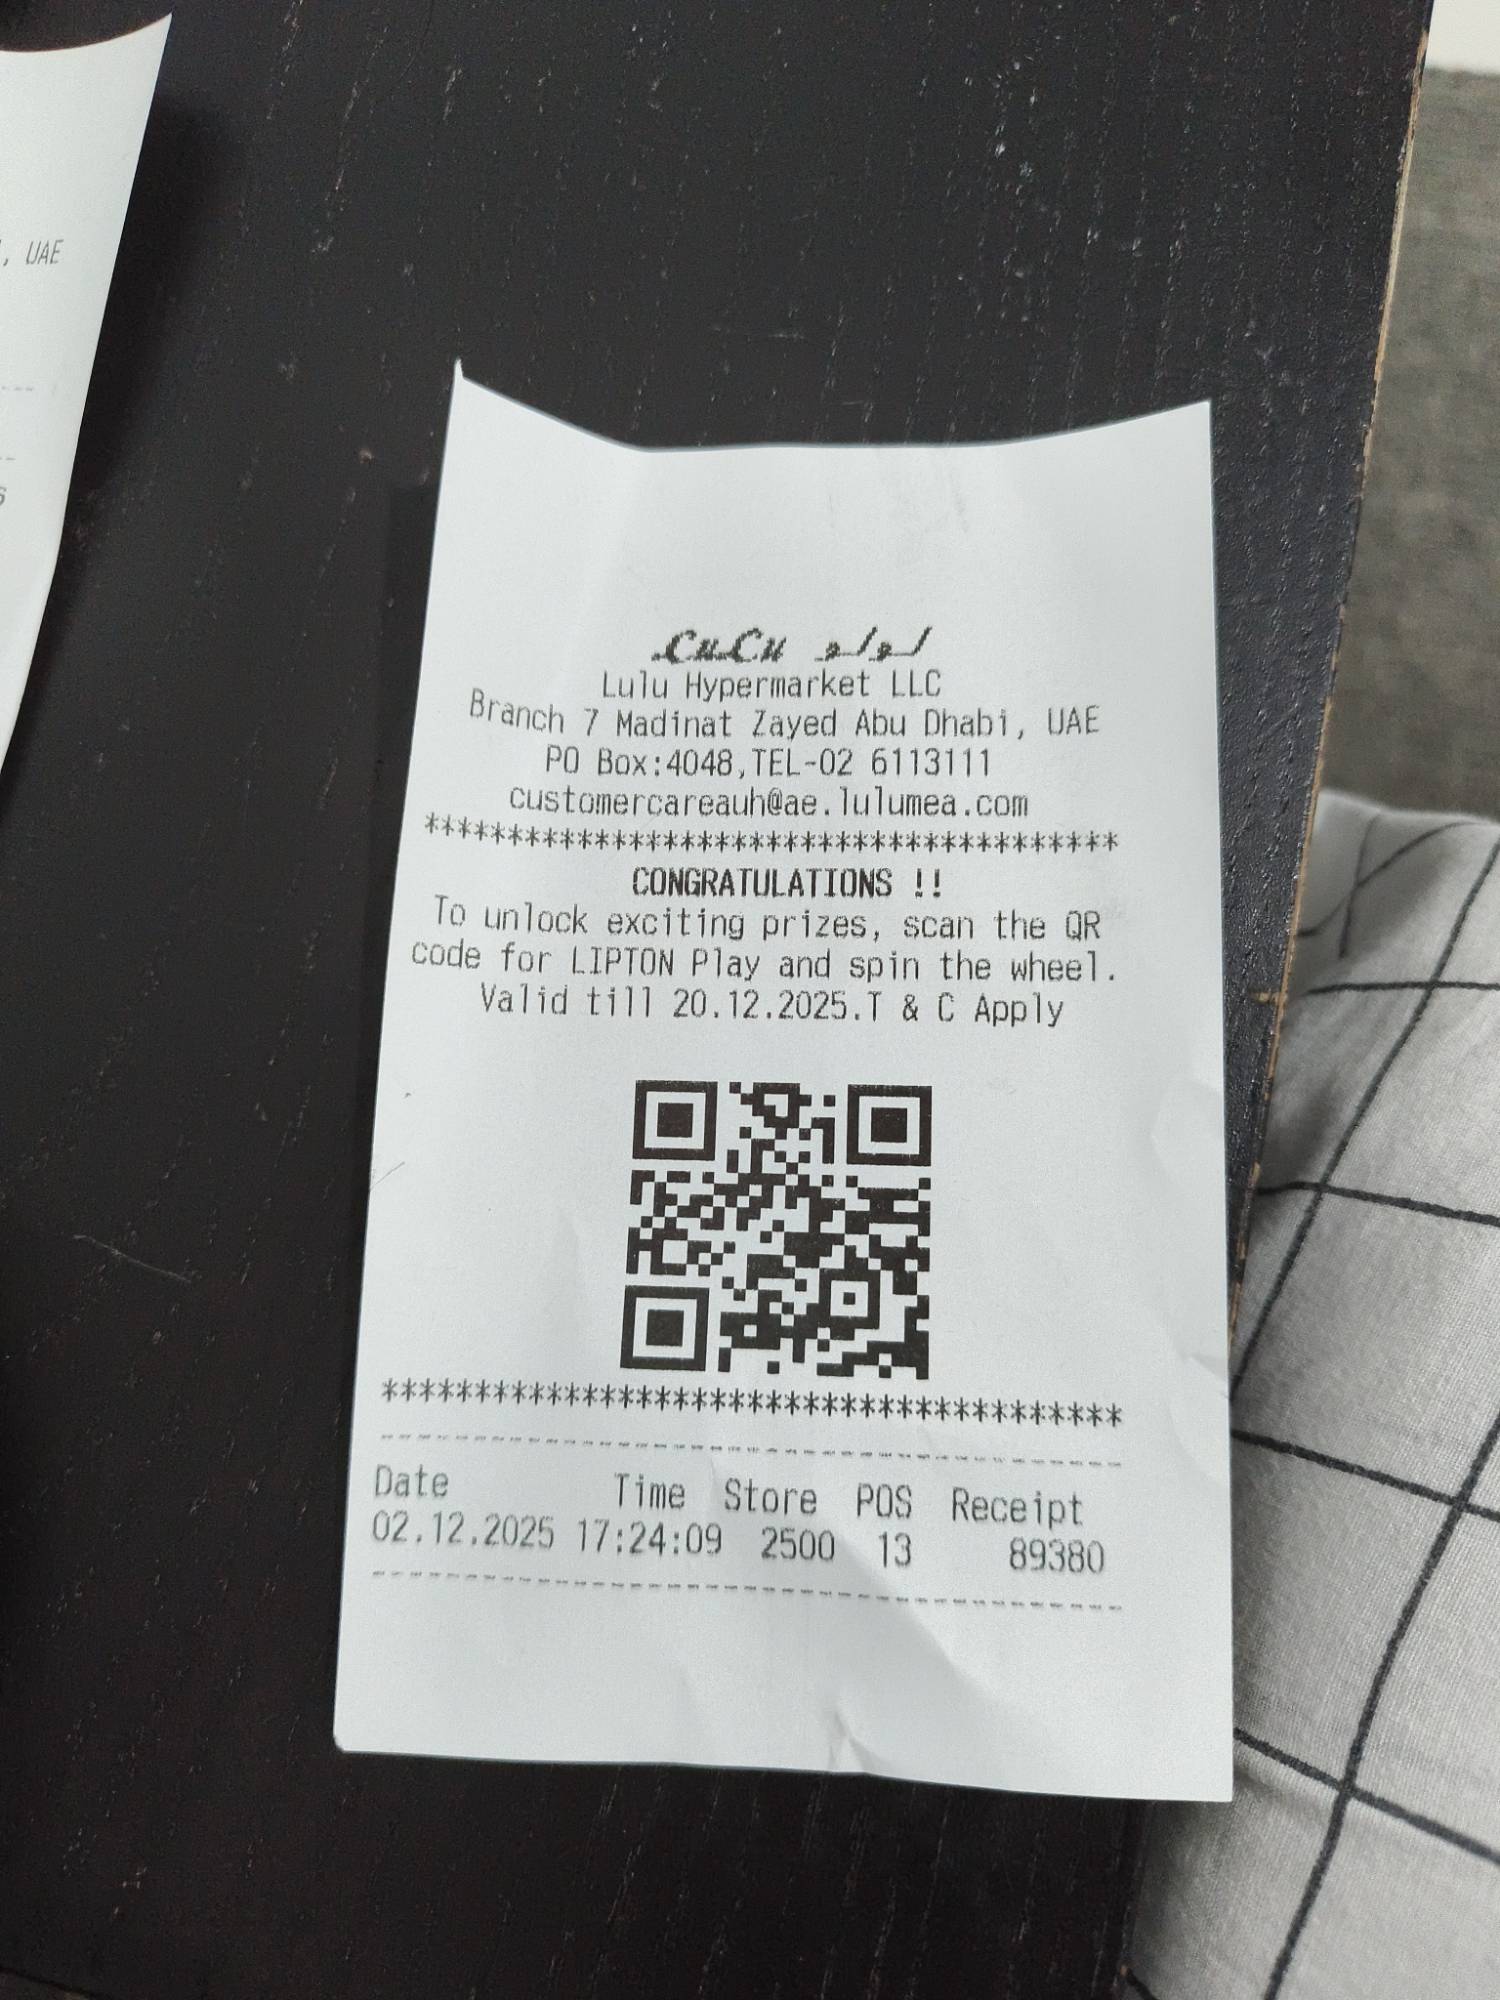 , UAE
LuLu لولو
Lulu Hypermarket LLC
Branch 7 Madinat Zayed Abu Dhabi, UAE
PO Box:4048,TEL-02 6113111
customercareauh@ae.lulumea.com
****************************************
CONGRATULATIONS !!
To unlock exciting prizes, scan the QR
code for LIPTON Play and spin the wheel.
Valid till 20.12.2025.T & C Apply
****************************************
Date Time Store POS Receipt
02.12.2025 17:24:09 2500 13 89380